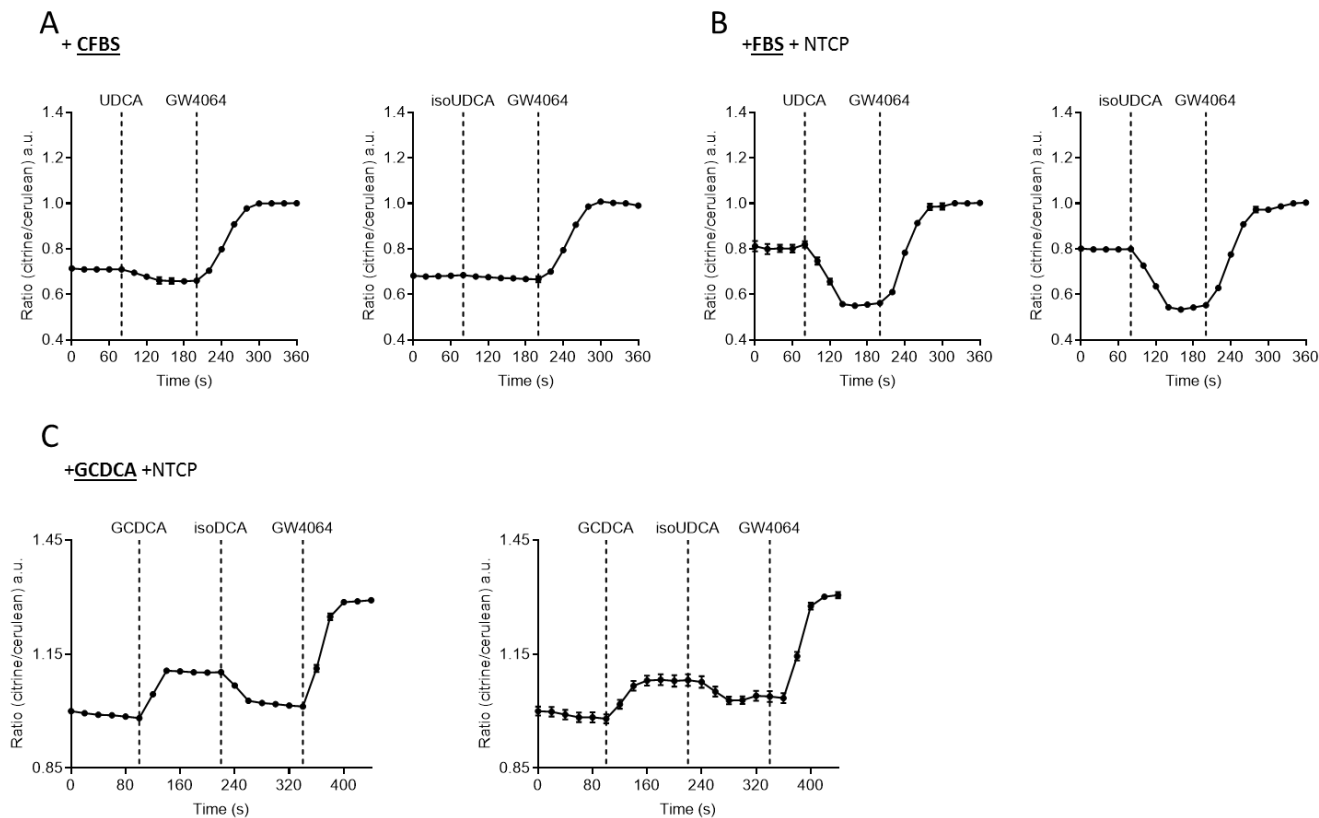 A
+ CFBS
B
+FBS + NTCP
UDCA GW4064
Ratio (citrine/cerulean) a.u.
1.4
1.2
1.0
0.8
0.6
0.4
0 60 120 180 240 300 360
Time (s)
isoUDCA GW4064
Ratio (citrine/cerulean) a.u.
1.4
1.2
1.0
0.8
0.6
0.4
0 60 120 180 240 300 360
Time (s)
UDCA GW4064
Ratio (citrine/cerulean) a.u.
1.4
1.2
1.0
0.8
0.6
0.4
0 60 120 180 240 300 360
Time (s)
isoUDCA GW4064
Ratio (citrine/cerulean) a.u.
1.4
1.2
1.0
0.8
0.6
0.4
0 60 120 180 240 300 360
Time (s)
C
+GCDCA +NTCP
GCDCA isoDCA GW4064
Ratio (citrine/cerulean) a.u.
1.45
1.15
0.85
0 80 160 240 320 400
Time (s)
GCDCA isoUDCA GW4064
Ratio (citrine/cerulean) a.u.
1.45
1.15
0.85
0 80 160 240 320 400
Time (s)